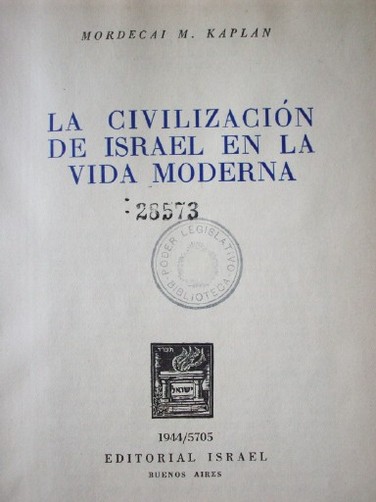 MORDECAI M. KAPLAN
LA CIVILIZACIÓN
DE ISRAEL EN LA
VIDA MODERNA
28573
PODER LEGISLATIVO
BIBLIOTECA
ישראל
1944/5705
EDITORIAL ISRAEL
BUENOS AIRES